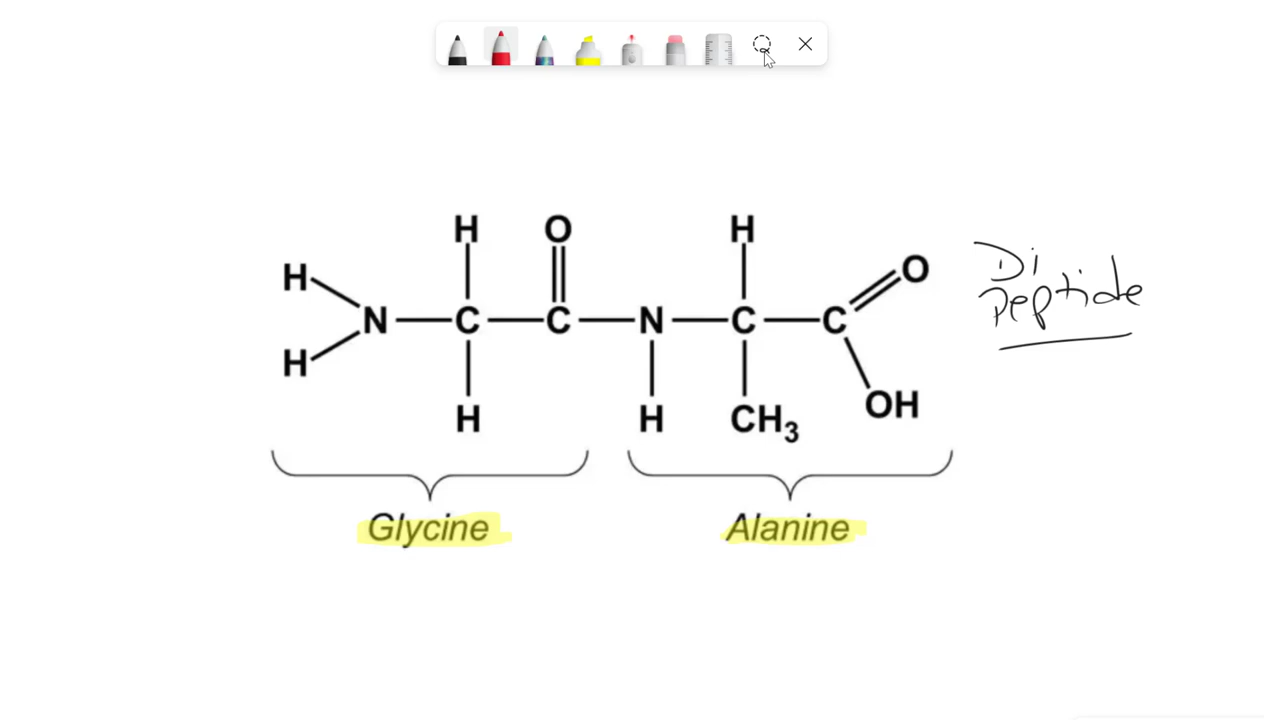 H O H
H O Di
N C C N C C Peptide
H
H H CH3 OH
Glycine Alanine